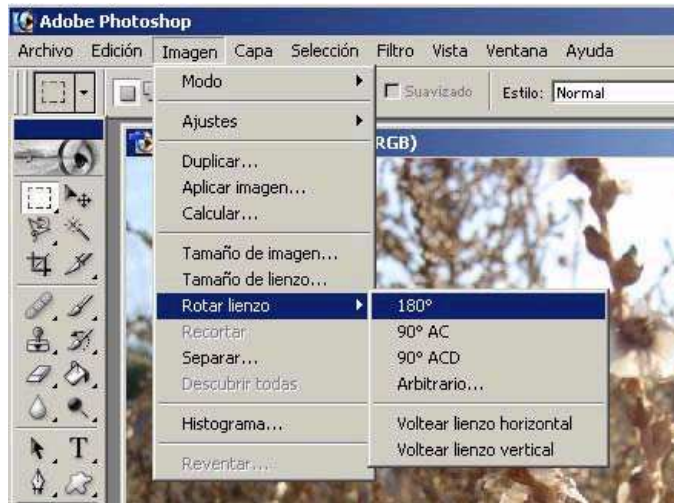 Adobe Photoshop
Archivo Edición Imagen Capa Selección Filtro Vista Ventana Ayuda
Modo
Suavizado Estilo: Normal
Ajustes
RGB)
Duplicar...
Aplicar imagen...
Calcular...
Tamaño de imagen...
Tamaño de lienzo...
Rotar lienzo
180°
Recortar
90° AC
Separar...
90° ACD
Descubrir todas
Arbitrario...
Histograma...
Voltear lienzo horizontal
Voltear lienzo vertical
Reventar...
T